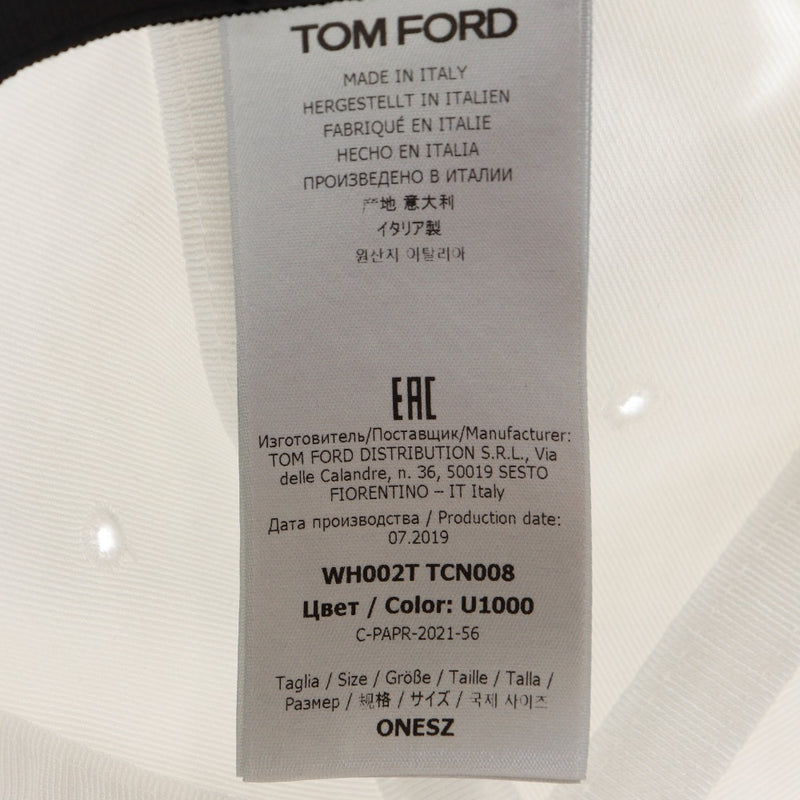 TOM FORD
MADE IN ITALY
HERGESTELLT IN ITALIEN
FABRIQUÉ EN ITALIE
HECHO EN ITALIA
ПРОИЗВЕДЕНО В ИТАЛИИ
产地 意大利
イタリア製
원산지 이탈리아
EAC
Изготовитель/Поставщик/Manufacturer:
TOM FORD DISTRIBUTION S.R.L., Via
delle Calandre, n. 36, 50019 SESTO
FIORENTINO – IT Italy
Дата производства / Production date:
07.2019
WH002T TCN008
Цвет / Color: U1000
C-PAPR-2021-56
Taglia / Size / Größe / Taille / Talla /
Размер / 规格 / サイズ / 국제 사이즈
ONESZ